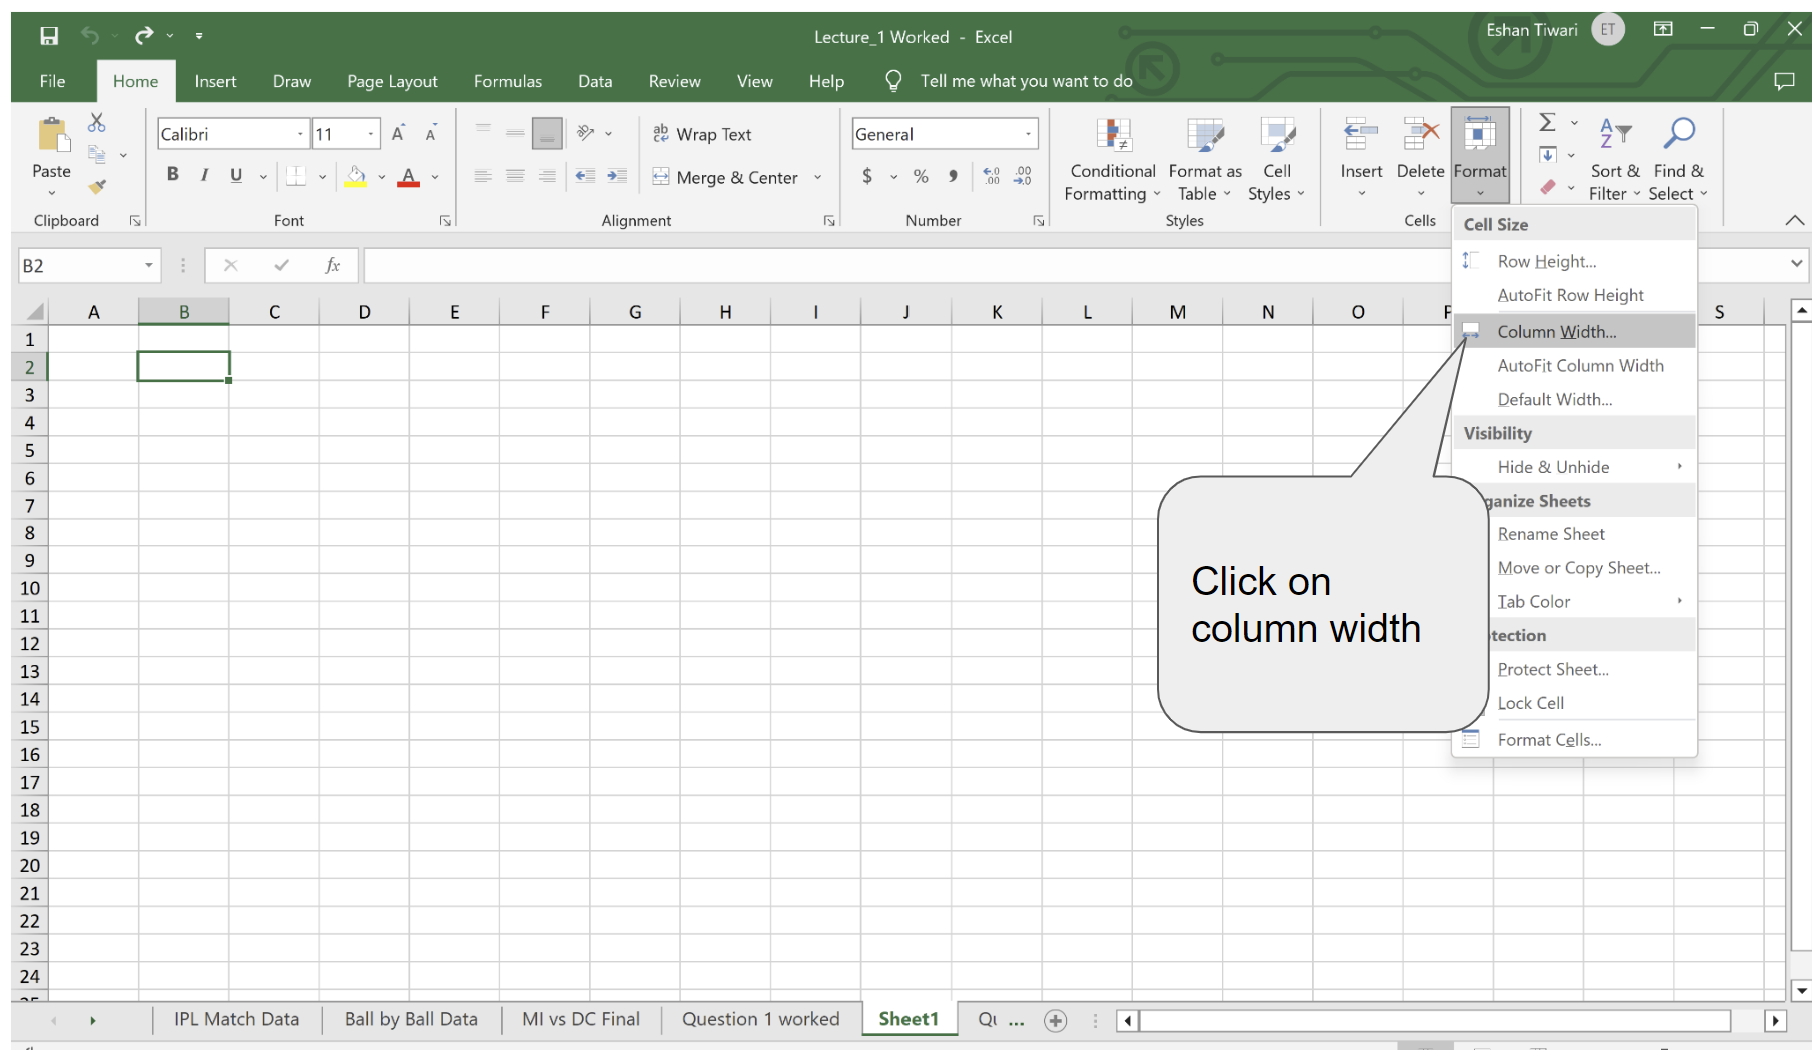 Lecture_1 Worked - Excel
Eshan Tiwari ET
File Home Insert Draw Page Layout Formulas Data Review View Help Tell me what you want to do
Paste
Clipboard
Calibri 11 A A
B I U A
Font
ab Wrap Text
Merge & Center
Alignment
General
$ % 9 .00 .00
Number
Conditional Formatting
Format as Table
Cell Styles
Styles
Insert Delete Format
Cells
Σ
Sort & Filter
Find & Select
B2 fx
Cell Size
Row Height...
AutoFit Row Height
Column Width...
AutoFit Column Width
Default Width...
Visibility
Hide & Unhide
ganize Sheets
Rename Sheet
Move or Copy Sheet...
Tab Color
tection
Protect Sheet...
Lock Cell
Format Cells...
A B C D E F G H I J K L M N O S
1
2
3
4
5
6
7
8
9
10
11
12
13
14
15
16
17
18
19
20
21
22
23
24
Click on
column width
IPL Match Data Ball by Ball Data MI vs DC Final Question 1 worked Sheet1 ...